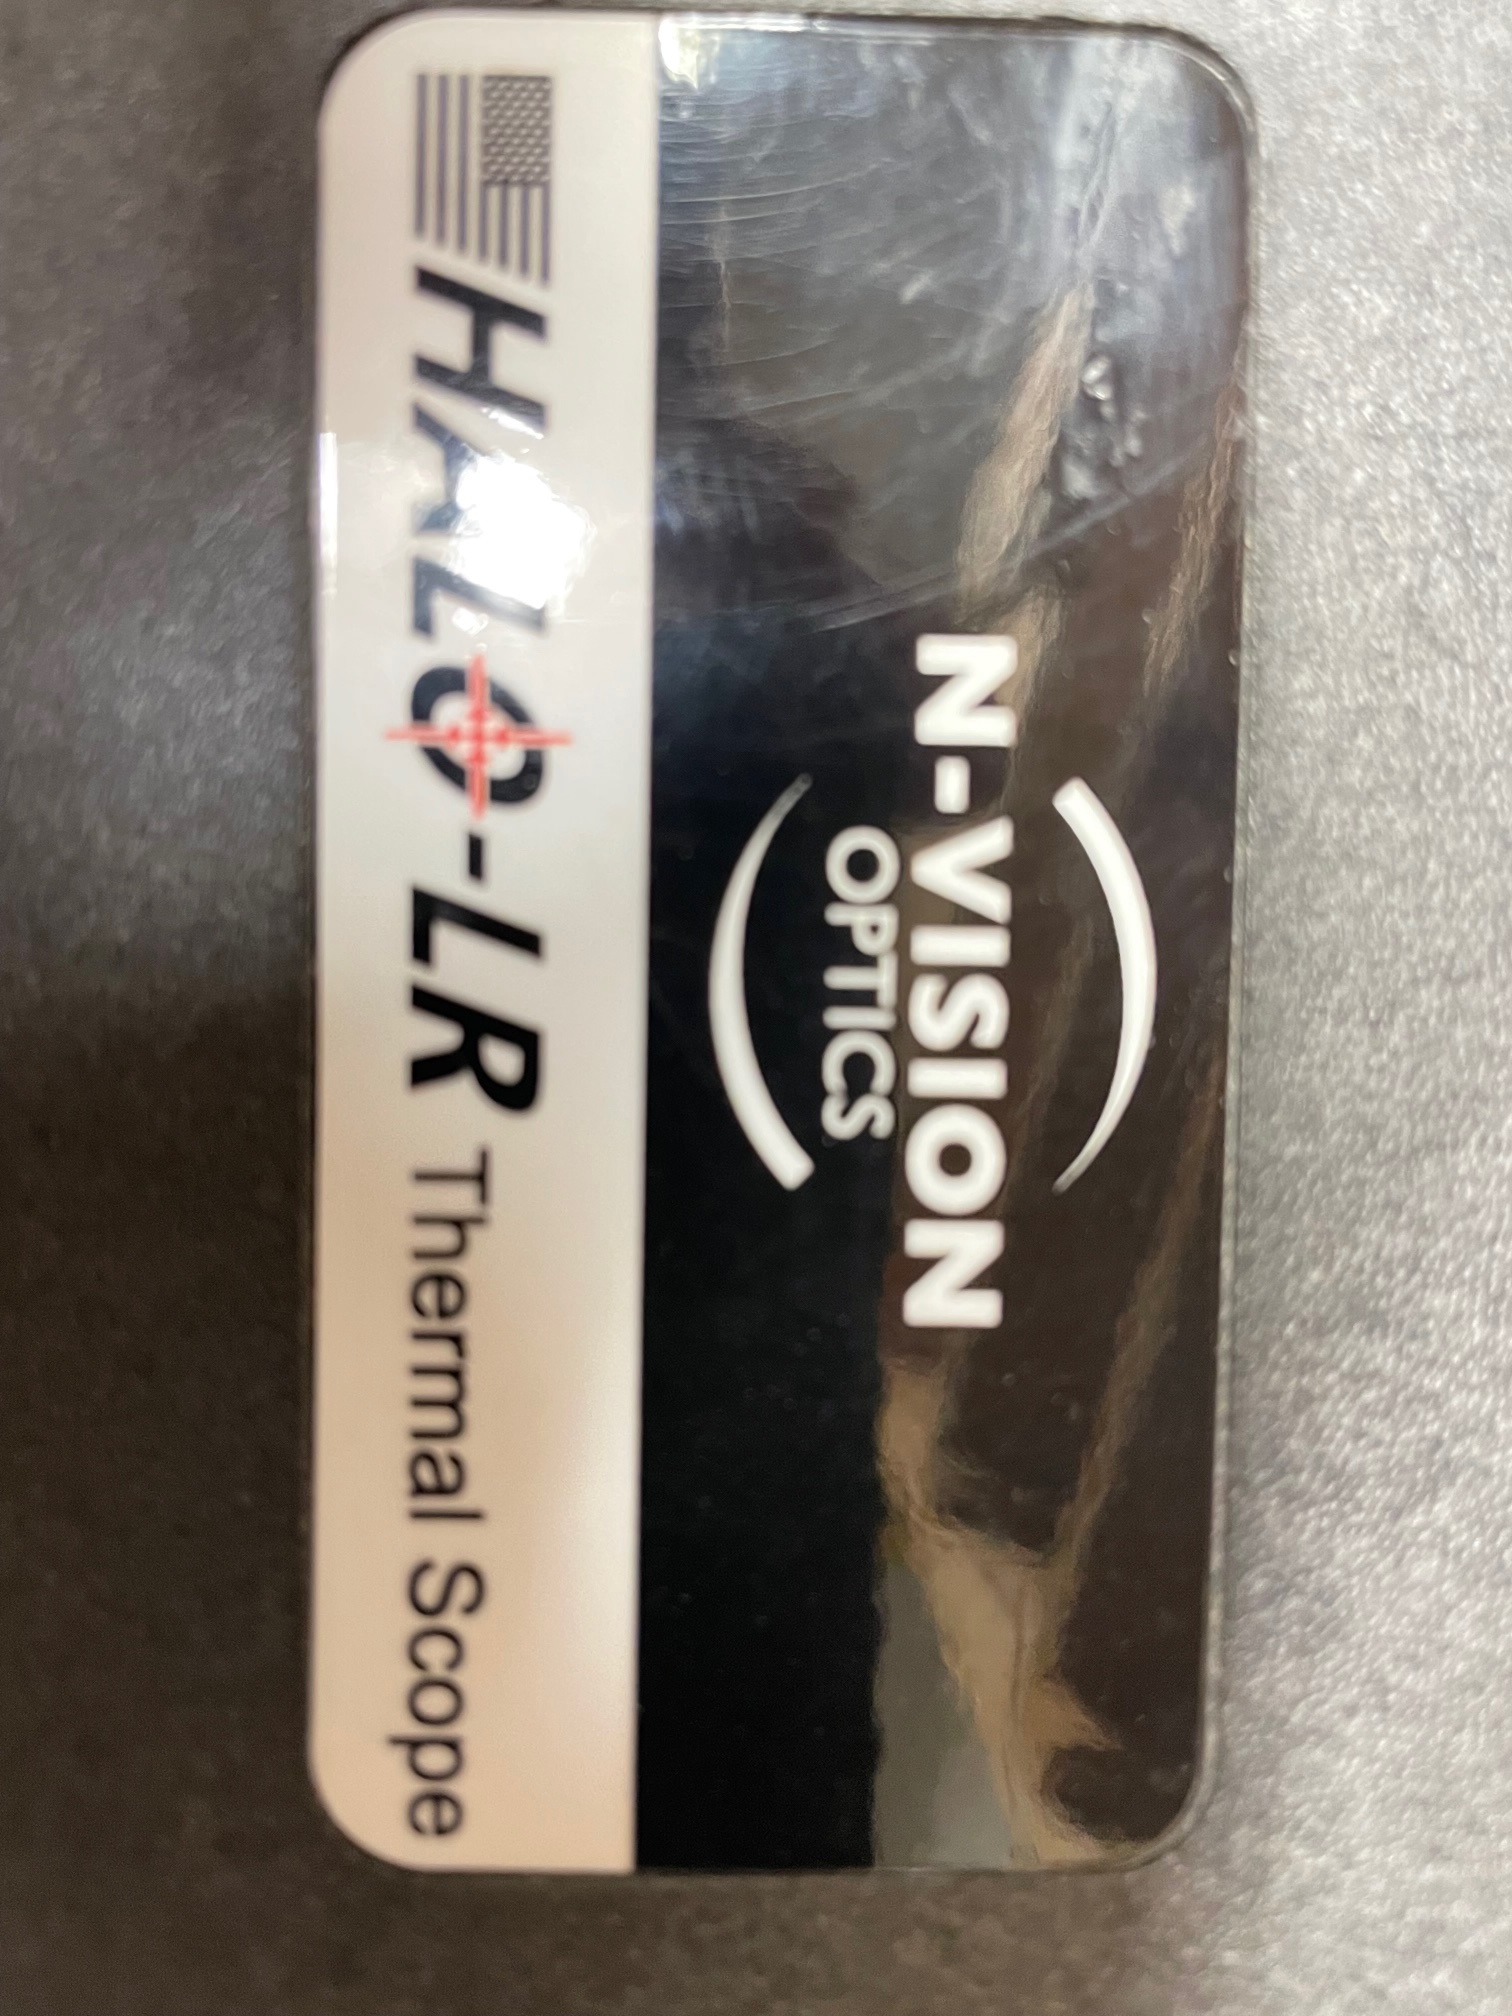 N-VISION
OPTICS
HALO-LR Thermal Scope